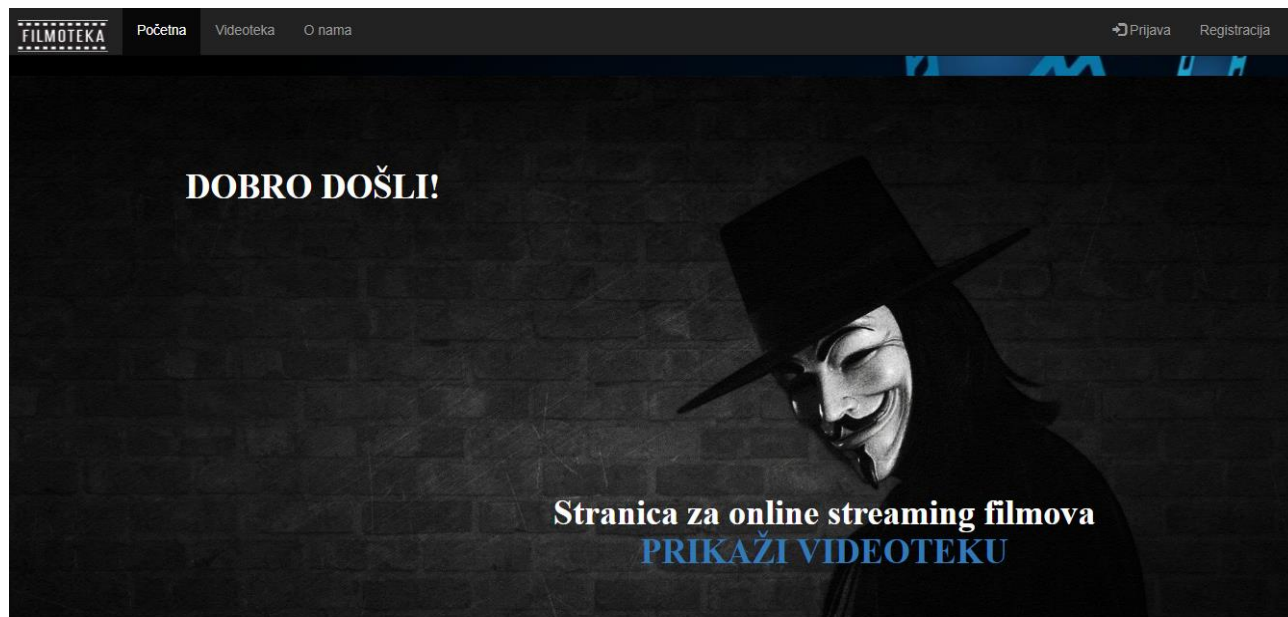 FILMOTEKA
Početna Videoteka O nama Prijava Registracija
DOBRO DOŠLI!
Stranica za online streaming filmova
PRIKAŽI VIDEOTEKU